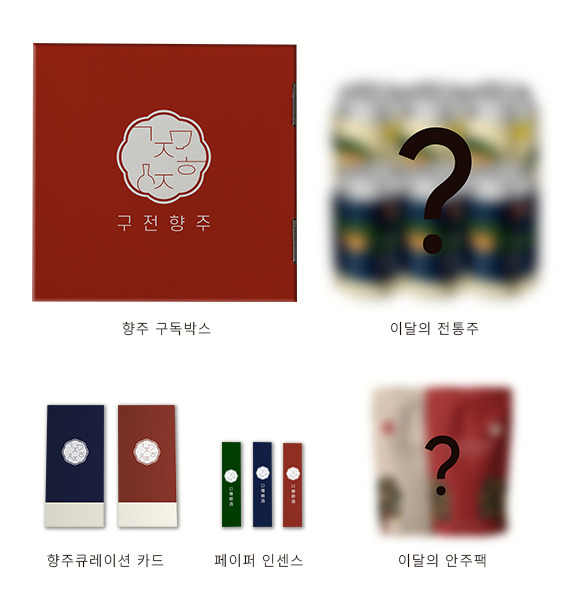 구전향주
?
향주 구독박스
이달의 전통주
?
향주큐레이션 카드
페이퍼 인센스
이달의 안주팩